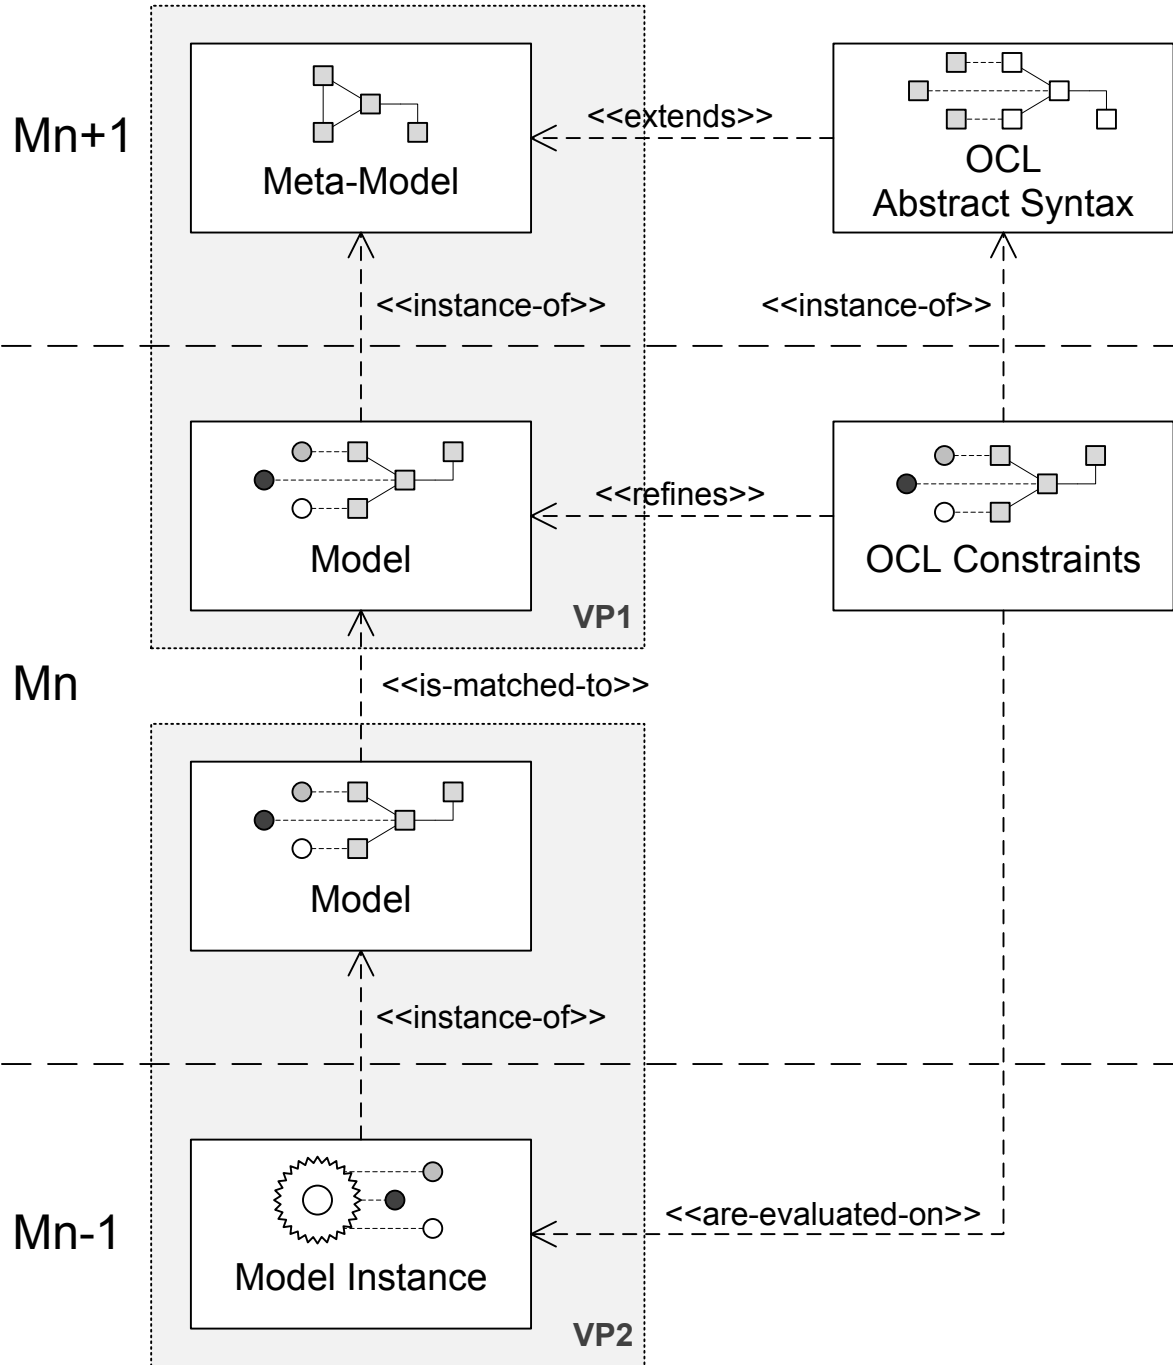 Mn+1
Meta-Model
<<extends>>
OCL
Abstract Syntax
<<instance-of>>
<<instance-of>>
Model
<<refines>>
OCL Constraints
VP1
Mn
<<is-matched-to>>
Model
<<instance-of>>
Mn-1
Model Instance
<<are-evaluated-on>>
VP2